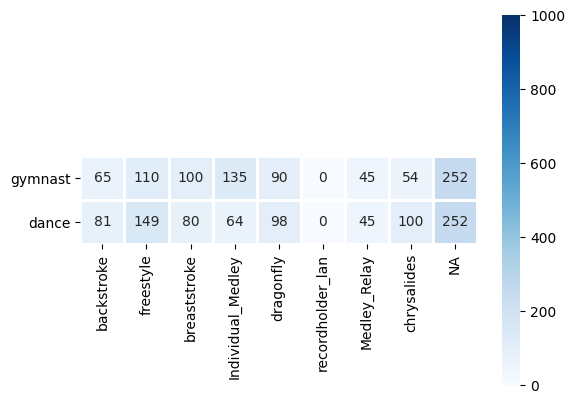 1000
800
600
400
200
0
gymnast 65 110 100 135 90 0 45 54 252
dance 81 149 80 64 98 0 45 100 252
backstroke
freestyle
breaststroke
Individual_Medley
dragonfly
recordholder_lan
Medley_Relay
chrysalides
NA